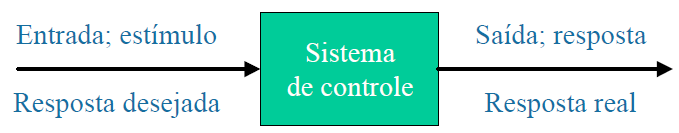 Entrada; estímulo
Resposta desejada
Sistema
de controle
Saída; resposta
Resposta real